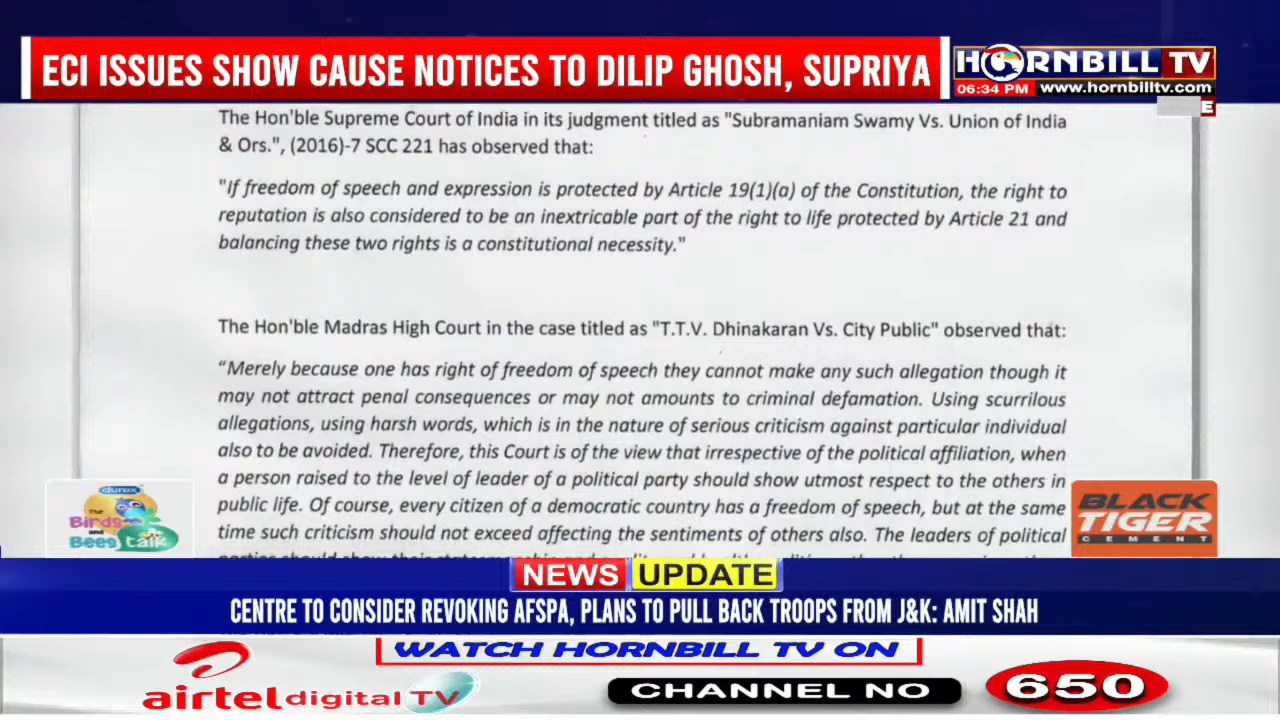 ECI ISSUES SHOW CAUSE NOTICES TO DILIP GHOSH, SUPRIYA
HORNBILL TV
06:34 PM
www.hornbilltv.com
E
The Hon'ble Supreme Court of India in its judgment titled as "Subramaniam Swamy Vs. Union of India
& Ors.", (2016)-7 SCC 221 has observed that:
"If freedom of speech and expression is protected by Article 19(1)(a) of the Constitution, the right to
reputation is also considered to be an inextricable part of the right to life protected by Article 21 and
balancing these two rights is a constitutional necessity."
The Hon'ble Madras High Court in the case titled as "T.T.V. Dhinakaran Vs. City Public" observed that:
"Merely because one has right of freedom of speech they cannot make any such allegation though it
may not attract penal consequences or may not amounts to criminal defamation. Using scurrilous
allegations, using harsh words, which is in the nature of serious criticism against particular individual
also to be avoided. Therefore, this Court is of the view that irrespective of the political affiliation, when
a person raised to the level of leader of a political party should show utmost respect to the others in
public life. Of course, every citizen of a democratic country has a freedom of speech, but at the same
time such criticism should not exceed affecting the sentiments of others also. The leaders of political
durex
The
Birds
and
Bees talk
BLACK
TIGER
CEMENT
NEWS UPDATE
CENTRE TO CONSIDER REVOKING AFSPA, PLANS TO PULL BACK TROOPS FROM J&K: AMIT SHAH
WATCH HORNBILL TV ON
airtel digital TV
CHANNEL NO 650